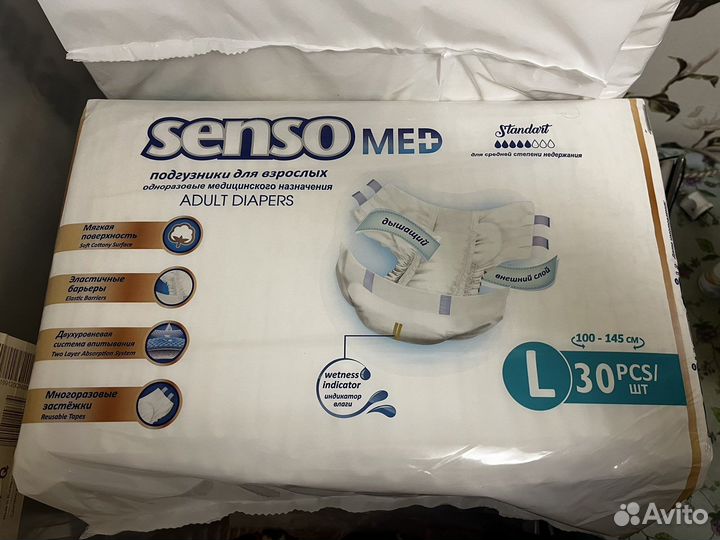 senso MED
подгузники для взрослых
одноразовые медицинского назначения
ADULT DIAPERS
Standart
для средней степени недержания
Мягкая
поверхность
Soft Cottony Surface
Эластичные
барьеры
Elastic Barriers
Двухуровневая
система впитывания
Two Layer Absorption System
Многоразовые
застёжки
Reusable Tapes
дышащий
внешний слой
wetness
indicator
индикатор
влаги
100 - 145 см
L 30 PCS/
ШТ
Avito